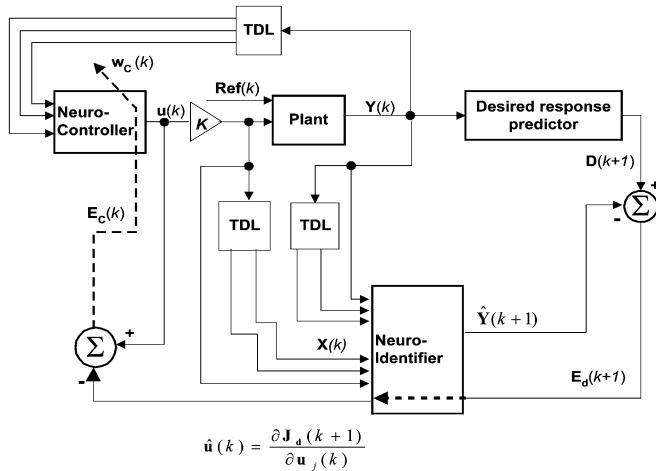 TDL
w_C(k)
Ref(k)
Neuro-
Controller
u(k)
K
Plant
Y(k)
Desired response
predictor
D(k+1)
+
Σ
-
E_C(k)
TDL
TDL
Ŷ(k+1)
Neuro-
Identifier
X(k)
+
Σ
-
E_d(k+1)
û(k) = ∂J_d(k+1) / ∂u_j(k)